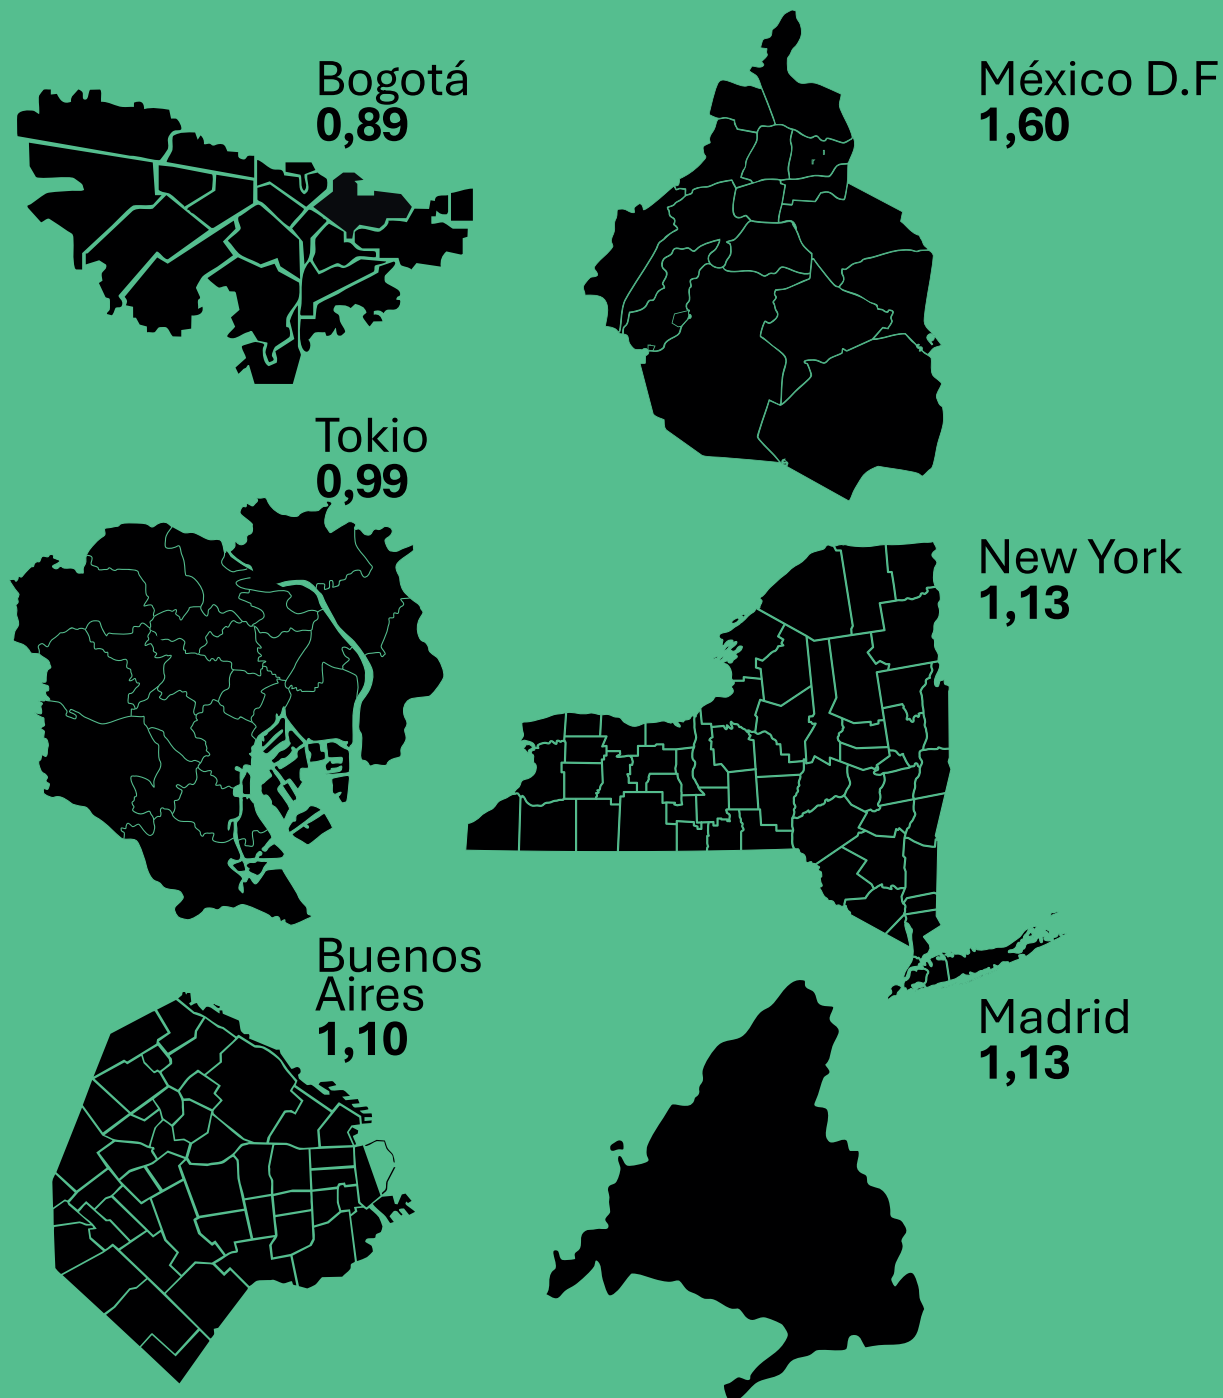 Bogotá
0,89
México D.F
1,60
Tokio
0,99
New York
1,13
Buenos
Aires
1,10
Madrid
1,13